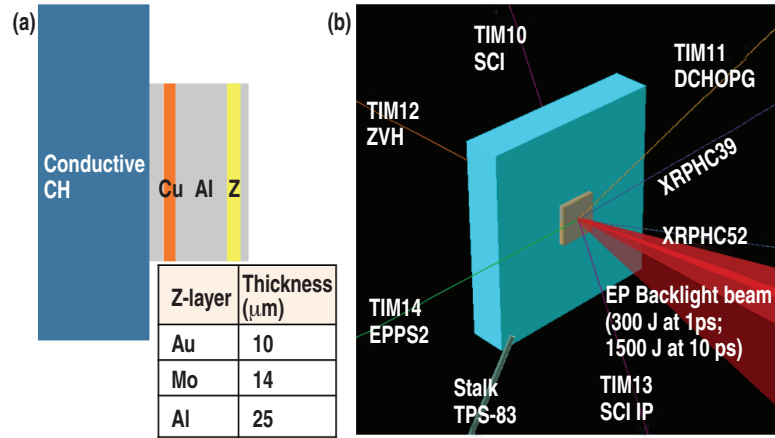 (a)
Conductive
CH
Cu Al Z
Z-layer Thickness
(μm)
Au 10
Mo 14
Al 25
(b)
TIM10
SCI
TIM11
DCHOPG
TIM12
ZVH
XRPHC39
XRPHC52
TIM14
EPPS2
EP Backlight beam
(300 J at 1ps;
1500 J at 10 ps)
Stalk
TPS-83
TIM13
SCI IP